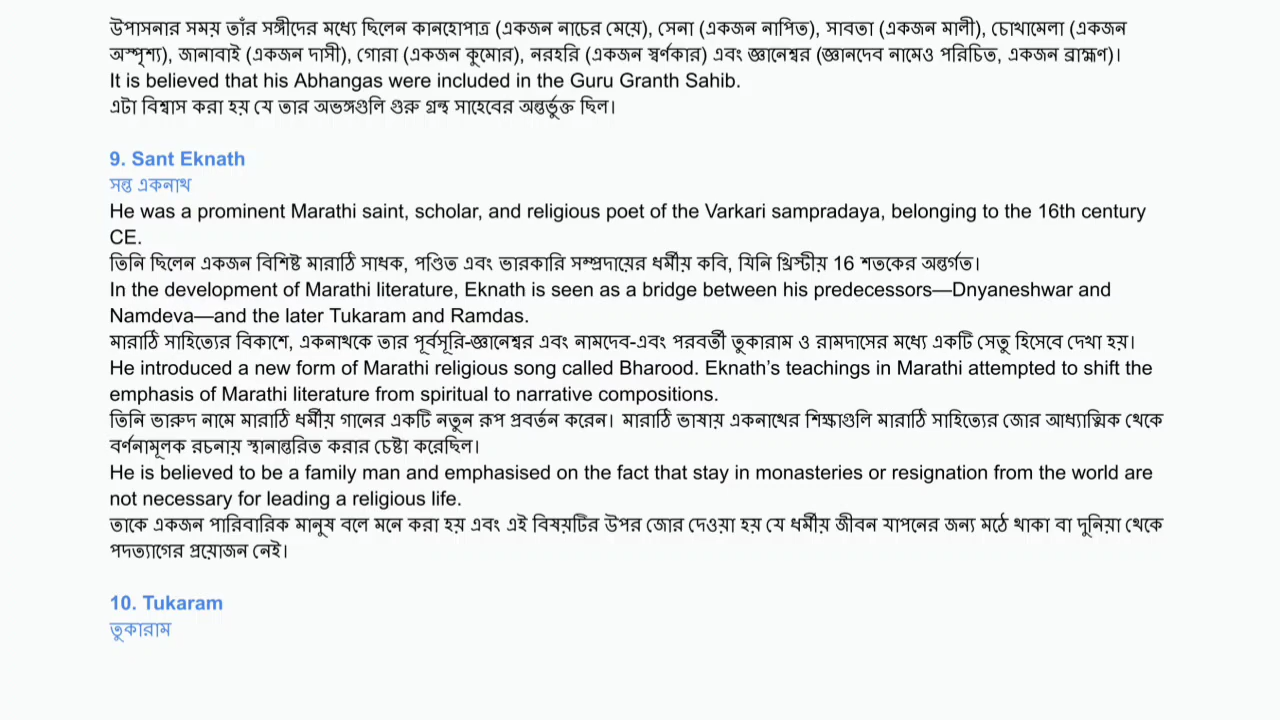 উপাসনার সময় তাঁর সঙ্গীদের মধ্যে ছিলেন কানহোপাত্র (একজন নাচের মেয়ে), সেনা (একজন নাপিত), সাবতা (একজন মালী), চোখামেলা (একজন
অস্পৃশ্য), জানাবাই (একজন দাসী), গোরা (একজন কুমোর), নরহরি (একজন স্বর্ণকার) এবং জ্ঞানেশ্বর (জ্ঞানদেব নামেও পরিচিত, একজন ব্রাহ্মণ)।
It is believed that his Abhangas were included in the Guru Granth Sahib.
এটা বিশ্বাস করা হয় যে তার অভঙ্গগুলি গুরু গ্রন্থ সাহেবের অন্তর্ভুক্ত ছিল।
9. Sant Eknath
সন্ত একনাথ
He was a prominent Marathi saint, scholar, and religious poet of the Varkari sampradaya, belonging to the 16th century
CE.
তিনি ছিলেন একজন বিশিষ্ট মারাঠি সাধক, পণ্ডিত এবং ভারকারি সম্প্রদায়ের ধর্মীয় কবি, যিনি খ্রিস্টীয় 16 শতকের অন্তর্গত।
In the development of Marathi literature, Eknath is seen as a bridge between his predecessors—Dnyaneshwar and
Namdeva—and the later Tukaram and Ramdas.
মারাঠি সাহিত্যের বিকাশে, একনাথকে তার পূর্বসূরি-জ্ঞানেশ্বর এবং নামদেব-এবং পরবর্তী তুকারাম ও রামদাসের মধ্যে একটি সেতু হিসেবে দেখা হয়।
He introduced a new form of Marathi religious song called Bharood. Eknath’s teachings in Marathi attempted to shift the
emphasis of Marathi literature from spiritual to narrative compositions.
তিনি ভারুদ নামে মারাঠি ধর্মীয় গানের একটি নতুন রূপ প্রবর্তন করেন। মারাঠি ভাষায় একনাথের শিক্ষাগুলি মারাঠি সাহিত্যের জোর আধ্যাত্মিক থেকে
বর্ণনামূলক রচনায় স্থানান্তরিত করার চেষ্টা করেছিল।
He is believed to be a family man and emphasised on the fact that stay in monasteries or resignation from the world are
not necessary for leading a religious life.
তাকে একজন পারিবারিক মানুষ বলে মনে করা হয় এবং এই বিষয়টির উপর জোর দেওয়া হয় যে ধর্মীয় জীবন যাপনের জন্য মঠে থাকা বা দুনিয়া থেকে
পদত্যাগের প্রয়োজন নেই।
10. Tukaram
তুকারাম